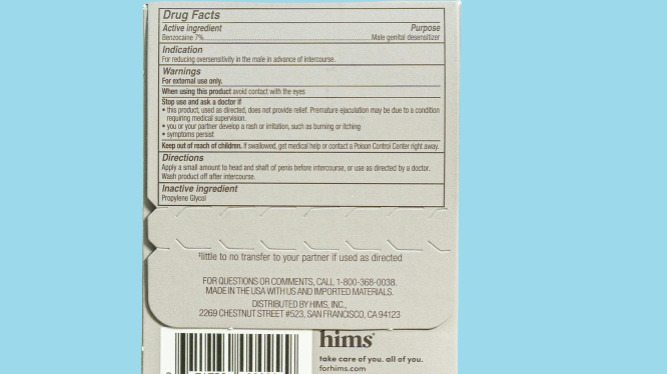 Drug Facts
Active ingredient Purpose
Benzocaine 7% Male genital desensitizer
Indication
For reducing oversensitivity in the male in advance of intercourse.
Warnings
For external use only.
When using this product avoid contact with the eyes
Stop use and ask a doctor if
• this product, used as directed, does not provide relief. Premature ejaculation may be due to a condition
requiring medical supervision.
• you or your partner develop a rash or irritation, such as burning or itching
• symptoms persist
Keep out of reach of children. If swallowed, get medical help or contact a Poison Control Center right away.
Directions
Apply a small amount to head and shaft of penis before intercourse, or use as directed by a doctor.
Wash product off after intercourse.
Inactive ingredient
Propylene Glycol
‡little to no transfer to your partner if used as directed
FOR QUESTIONS OR COMMENTS, CALL 1-800-368-0038.
MADE IN THE USA WITH US AND IMPORTED MATERIALS.
DISTRIBUTED BY HIMS, INC.,
2269 CHESTNUT STREET #523, SAN FRANCISCO, CA 94123
hims
take care of you. all of you.
forhims.com